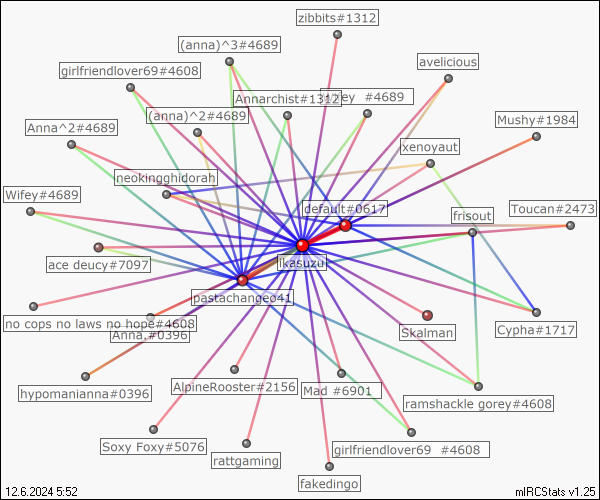 zibbits#1312
(anna)^3#4689
avelicious
girlfriendlover69#4608
Annarchist#1312
ey #4689
(anna)^2#4689
Mushy#1984
Anna^2#4689
xenoyaut
neokingghidorah
Wifey#4689
default#0617
Toucan#2473
frisout
ace deucy#7097
ikasuzu
pastachangeo41
no cops no laws no hope#4608
Anna.#0396
Skalman
Cypha#1717
hypomanianna#0396
AlpineRooster#2156
Mad #6901
ramshackle gorey#4608
Soxy Foxy#5076
girlfriendlover69 #4608
rattgaming
fakedingo
12.6.2024 5:52
mIRCStats v1.25